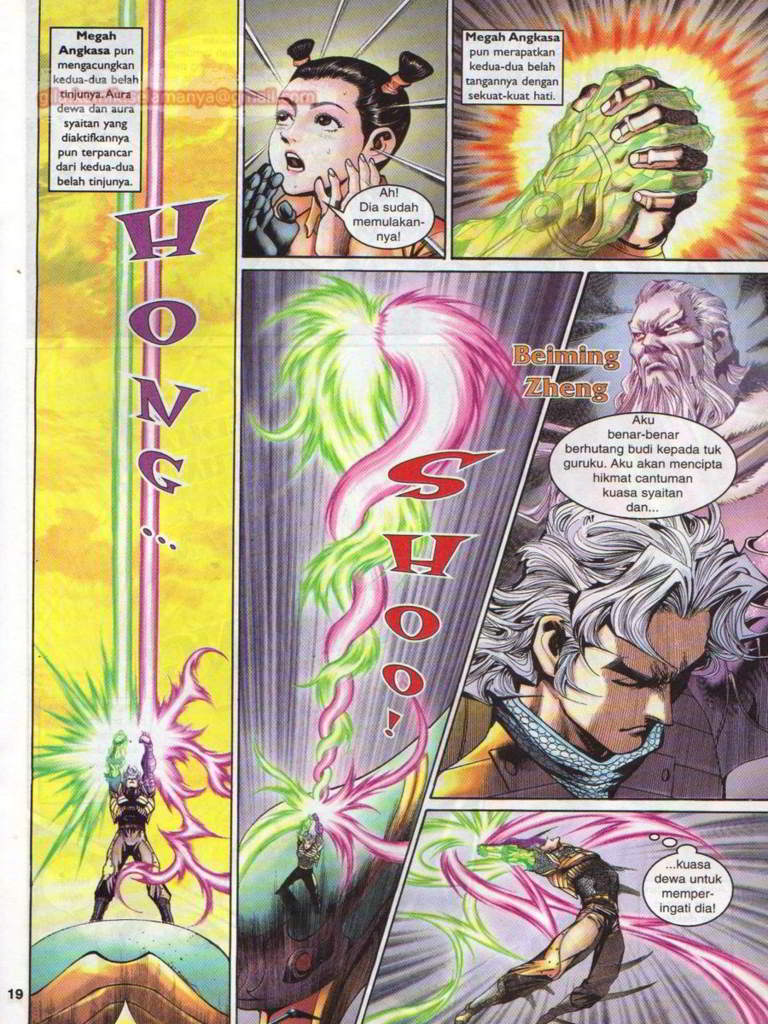 Megah
Angkasa pun
mengacungkan
kedua-dua belah
tinjunya. Aura
dewa dan aura
syaitan yang
diaktifkannya
pun terpancar
dari kedua-dua
belah tinjunya.
HONG...
Ah!
Dia sudah
memulakan-
nya!
Megah Angkasa
pun merapatkan
kedua-dua belah
tangannya dengan
sekuat-kuat hati.
SHOO!
Beiming
Zheng
Aku
benar-benar
berhutang budi kepada tuk
guruku. Aku akan mencipta
hikmat cantuman
kuasa syaitan
dan...
...kuasa
dewa untuk
memper-
ingati dia!
19